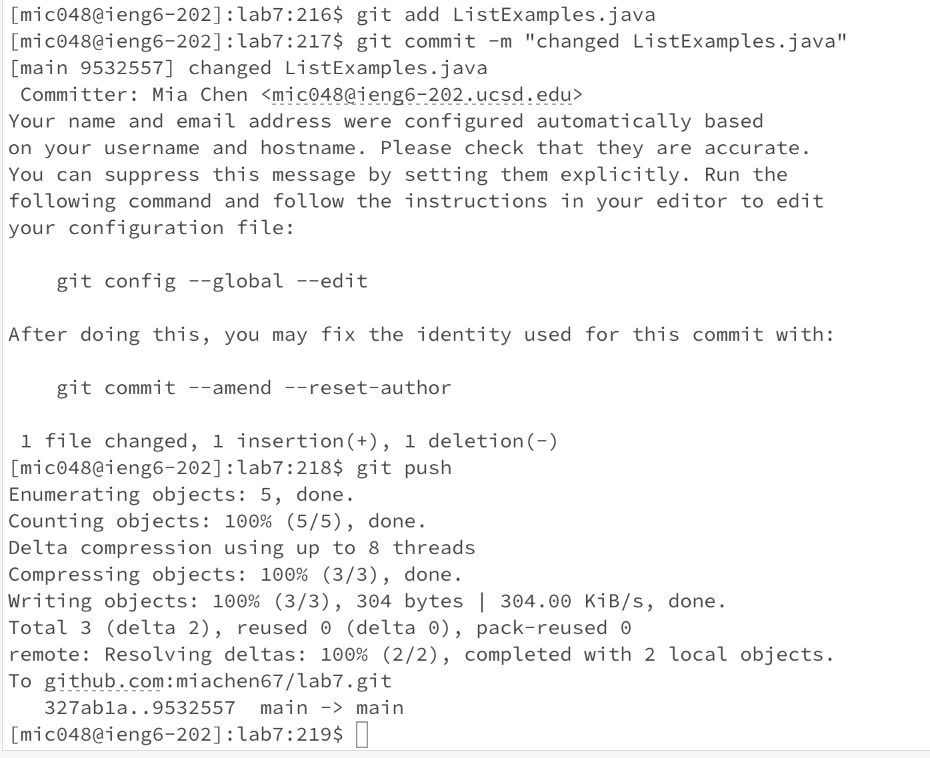 [mic048@ieng6-202]:lab7:216$ git add ListExamples.java
[mic048@ieng6-202]:lab7:217$ git commit -m "changed ListExamples.java"
[main 9532557] changed ListExamples.java
 Committer: Mia Chen <mic048@ieng6-202.ucsd.edu>
Your name and email address were configured automatically based
on your username and hostname. Please check that they are accurate.
You can suppress this message by setting them explicitly. Run the
following command and follow the instructions in your editor to edit
your configuration file:

    git config --global --edit

After doing this, you may fix the identity used for this commit with:

    git commit --amend --reset-author

 1 file changed, 1 insertion(+), 1 deletion(-)
[mic048@ieng6-202]:lab7:218$ git push
Enumerating objects: 5, done.
Counting objects: 100% (5/5), done.
Delta compression using up to 8 threads
Compressing objects: 100% (3/3), done.
Writing objects: 100% (3/3), 304 bytes | 304.00 KiB/s, done.
Total 3 (delta 2), reused 0 (delta 0), pack-reused 0
remote: Resolving deltas: 100% (2/2), completed with 2 local objects.
To github.com:miachen67/lab7.git
   327ab1a..9532557  main -> main
[mic048@ieng6-202]:lab7:219$